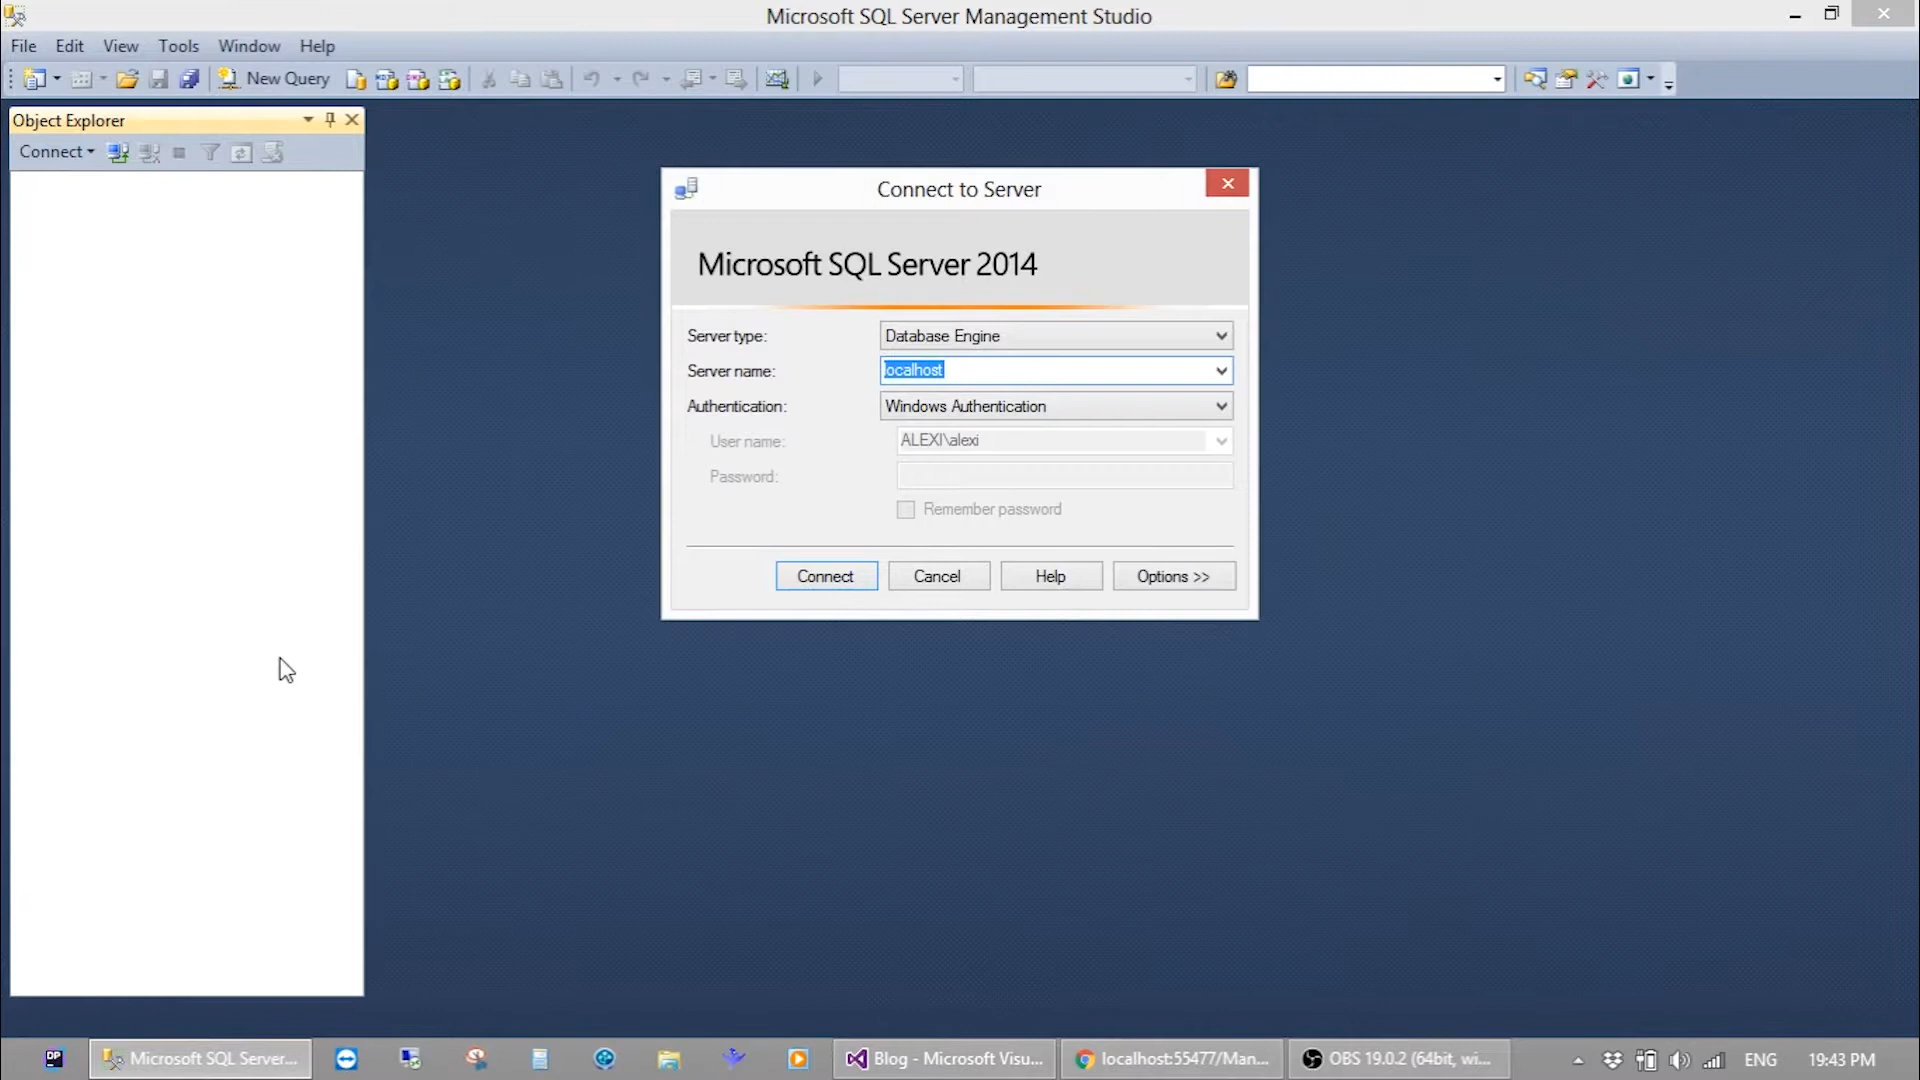 Microsoft SQL Server Management Studio
File Edit View Tools Window Help
New Query
Object Explorer
Connect
Connect to Server
Microsoft SQL Server 2014
Server type: Database Engine
Server name: localhost
Authentication: Windows Authentication
User name: ALEXI\alexi
Password:
Remember password
Connect Cancel Help Options >>
DP Microsoft SQL Server... Blog - Microsoft Visu... localhost:55477/Man... OBS 19.0.2 (64bit, wi... ENG 19:43 PM